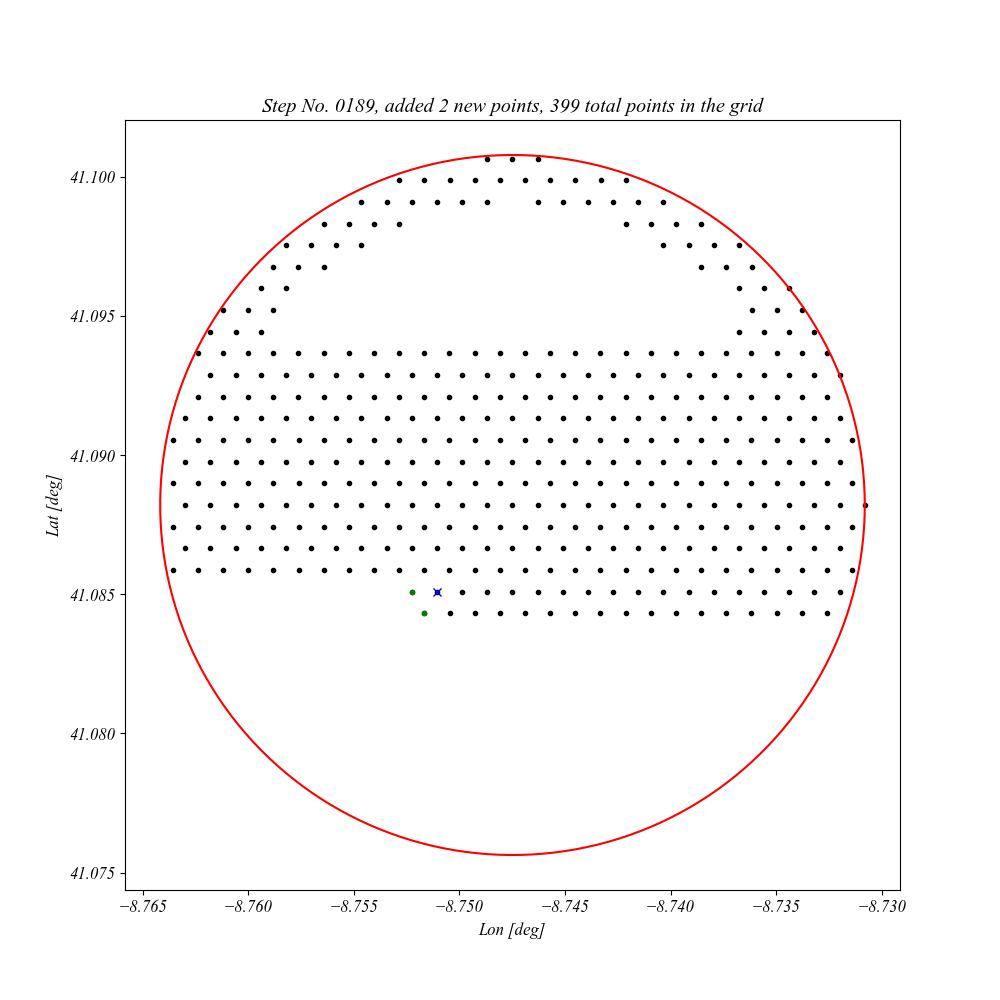 Step No. 0189, added 2 new points, 399 total points in the grid
41.100
41.095
41.090
41.085
41.080
41.075
Lat [deg]
−8.765 −8.760 −8.755 −8.750 −8.745 −8.740 −8.735 −8.730
Lon [deg]